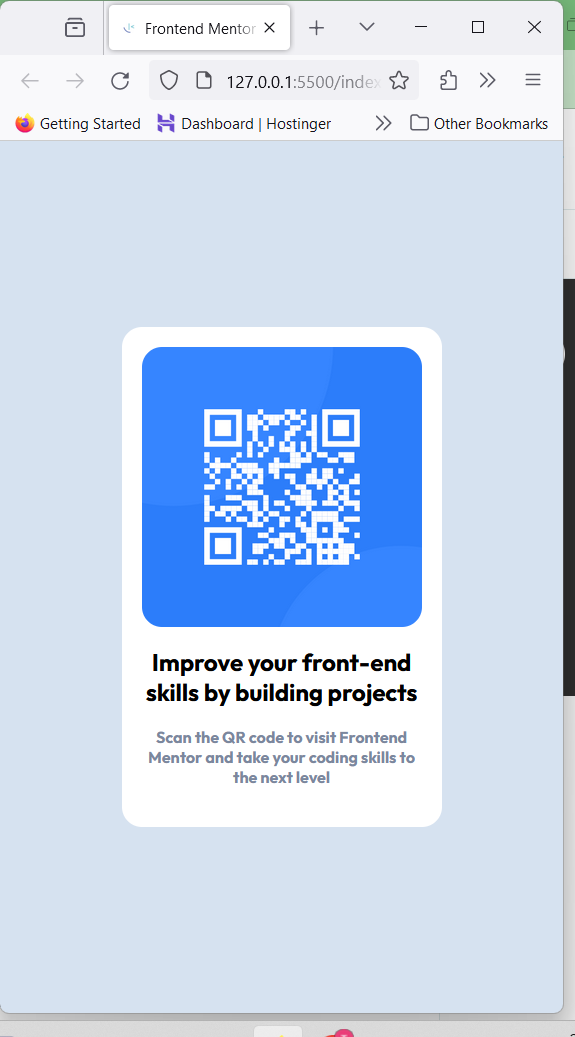 Frontend Mentor
127.0.0.1:5500/index
Getting Started
Dashboard | Hostinger
Other Bookmarks
Improve your front-end
skills by building projects
Scan the QR code to visit Frontend
Mentor and take your coding skills to
the next level